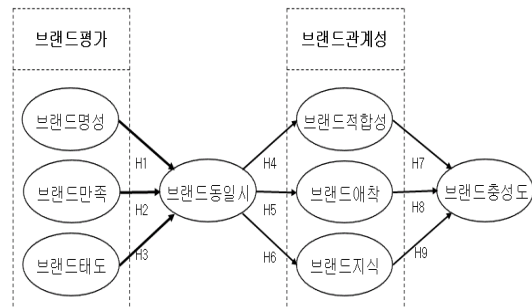 브랜드평가
브랜드관계성
브랜드명성
브랜드적합성
H1
H4
H7
브랜드만족
브랜드동일시
브랜드애착
브랜드충성도
H2
H5
H8
브랜드태도
브랜드지식
H3
H6
H9